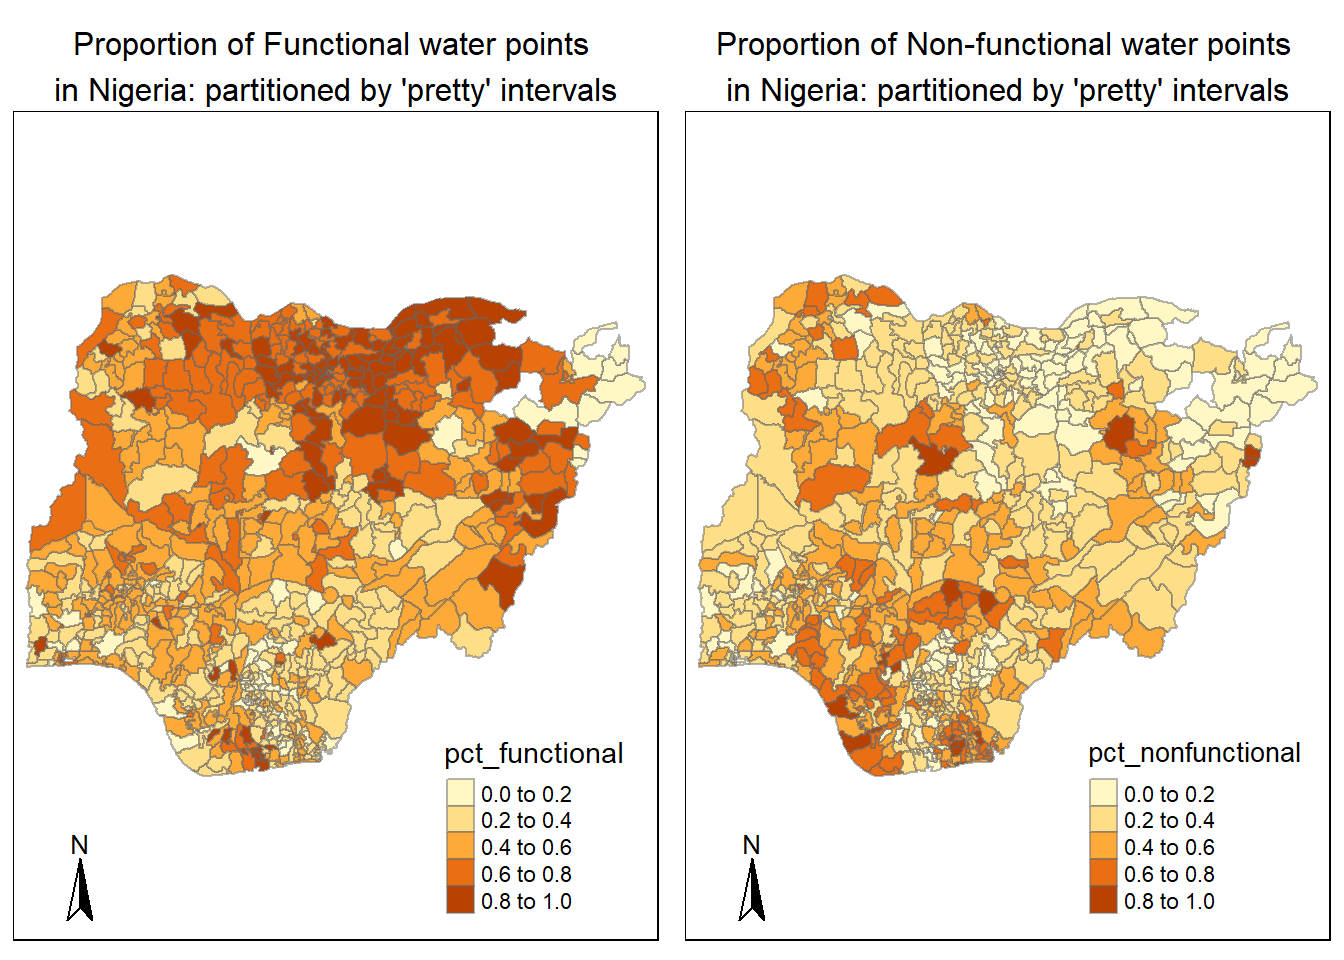 Proportion of Functional water points
in Nigeria: partitioned by 'pretty' intervals
pct_functional
0.0 to 0.2
0.2 to 0.4
0.4 to 0.6
0.6 to 0.8
0.8 to 1.0
N
Proportion of Non-functional water points
in Nigeria: partitioned by 'pretty' intervals
pct_nonfunctional
0.0 to 0.2
0.2 to 0.4
0.4 to 0.6
0.6 to 0.8
0.8 to 1.0
N